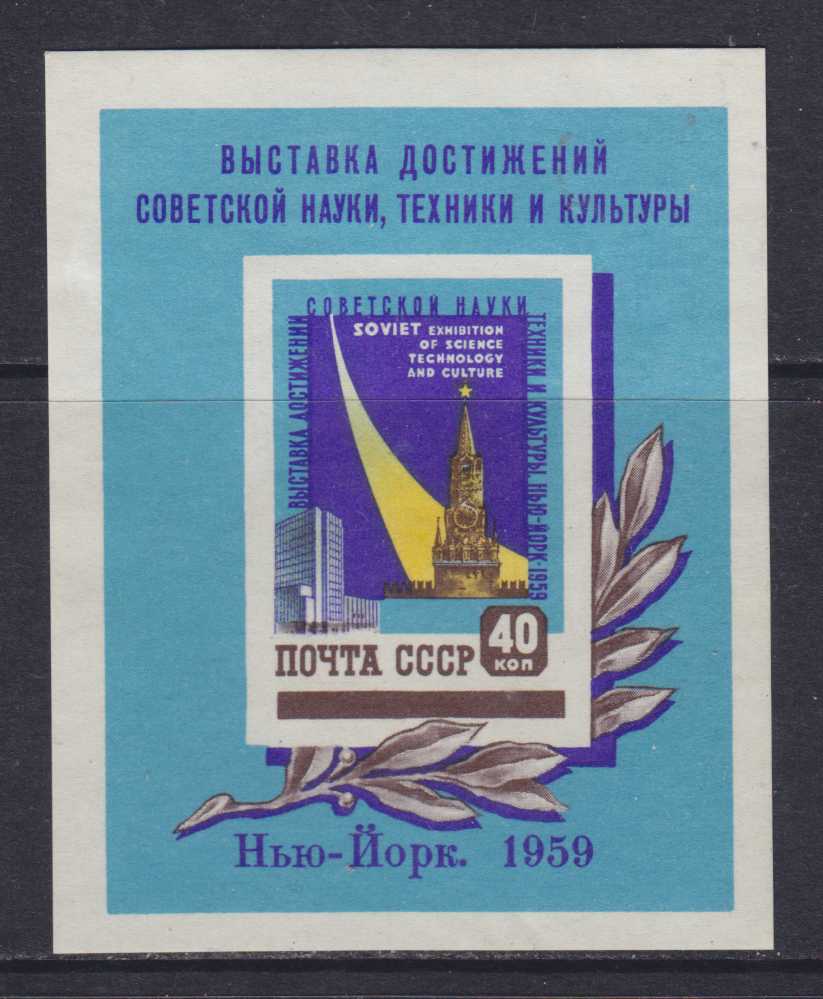 ВЫСТАВКА ДОСТИЖЕНИЙ
СОВЕТСКОЙ НАУКИ, ТЕХНИКИ И КУЛЬТУРЫ
ВЫСТАВКА ДОСТИЖЕНИЙ
СОВЕТСКОЙ НАУКИ
ТЕХНИКИ И КУЛЬТУРЫ. НЬЮ-ЙОРК-1959
SOVIET EXHIBITION
OF SCIENCE
TECHNOLOGY
AND CULTURE
40
КОП
ПОЧТА СССР
Нью-Йорк. 1959